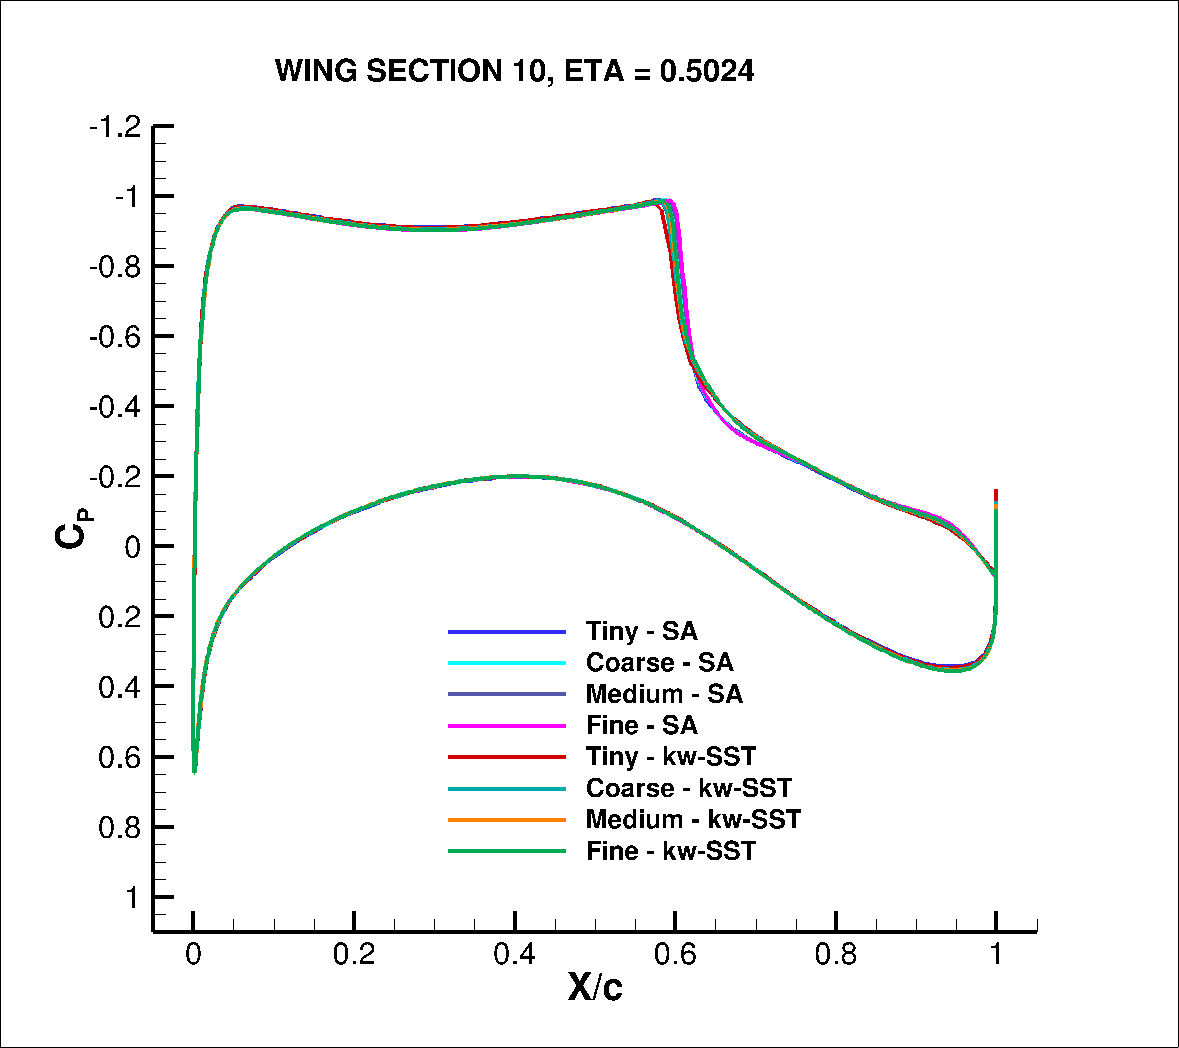 WING SECTION 10, ETA = 0.5024
-1.2
-1
-0.8
-0.6
-0.4
-0.2
0
0.2
0.4
0.6
0.8
1
CP
Tiny - SA
Coarse - SA
Medium - SA
Fine - SA
Tiny - kw-SST
Coarse - kw-SST
Medium - kw-SST
Fine - kw-SST
0 0.2 0.4 0.6 0.8 1
X/c